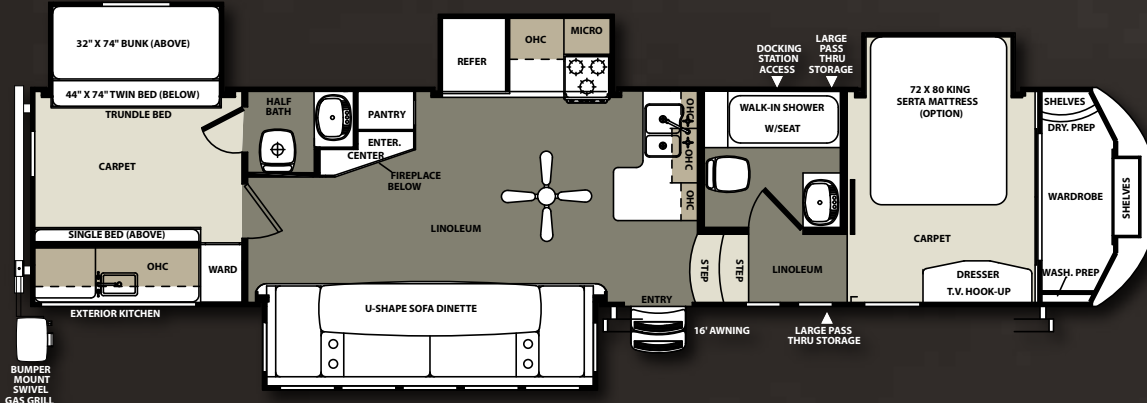 32" X 74" BUNK (ABOVE)
44" X 74" TWIN BED (BELOW)
TRUNDLE BED
CARPET
SINGLE BED (ABOVE)
OHC
WARD
EXTERIOR KITCHEN
BUMPER
MOUNT
SWIVEL
GAS GRILL
HALF
BATH
PANTRY
ENTER.
CENTER
FIREPLACE
BELOW
REFER
OHC
MICRO
LINOLEUM
U-SHAPE SOFA DINETTE
OHC
OHC
OHC
ENTRY
16' AWNING
STEP
STEP
DOCKING
STATION
ACCESS
LARGE
PASS
THRU
STORAGE
WALK-IN SHOWER
W/SEAT
LINOLEUM
LARGE PASS
THRU STORAGE
72 X 80 KING
SERTA MATTRESS
(OPTION)
CARPET
DRESSER
T.V. HOOK-UP
SHELVES
DRY. PREP
WARDROBE
SHELVES
WASH. PREP